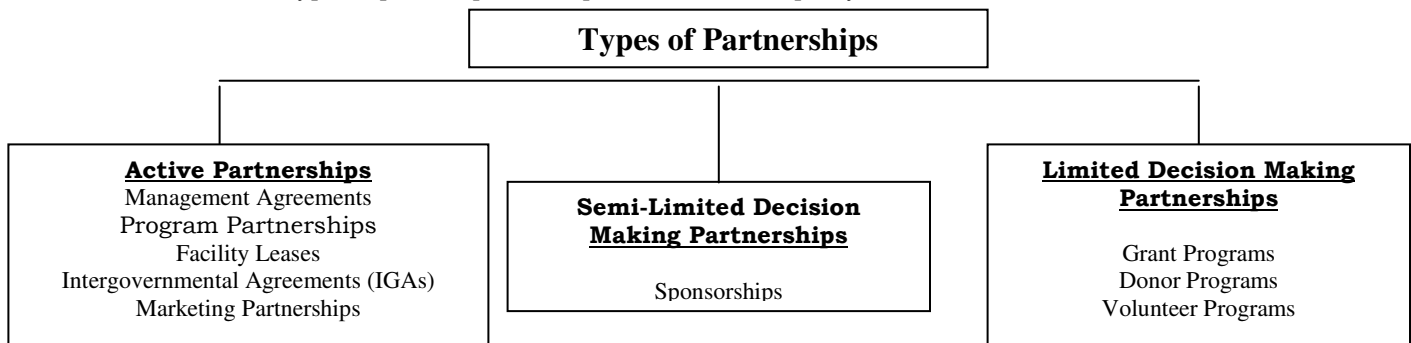 Types of Partnerships
Active Partnerships
Management Agreements
Program Partnerships
Facility Leases
Intergovernmental Agreements (IGAs)
Marketing Partnerships
Semi-Limited Decision
Making Partnerships
Sponsorships
Limited Decision Making
Partnerships
Grant Programs
Donor Programs
Volunteer Programs